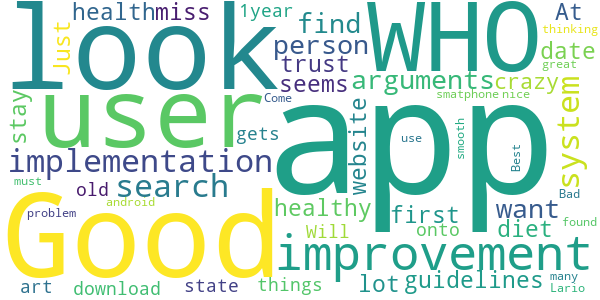 look WHO health miss 1year find At
Just person thinking
user trust date great
seems arguments crazy
stay Come smatphone nice system
gets website smooth use Best
implementation app
must old search healthy first want Bad
android onto diet
problem Good Will found
improvement
art download state things lot guidelines many
Lario